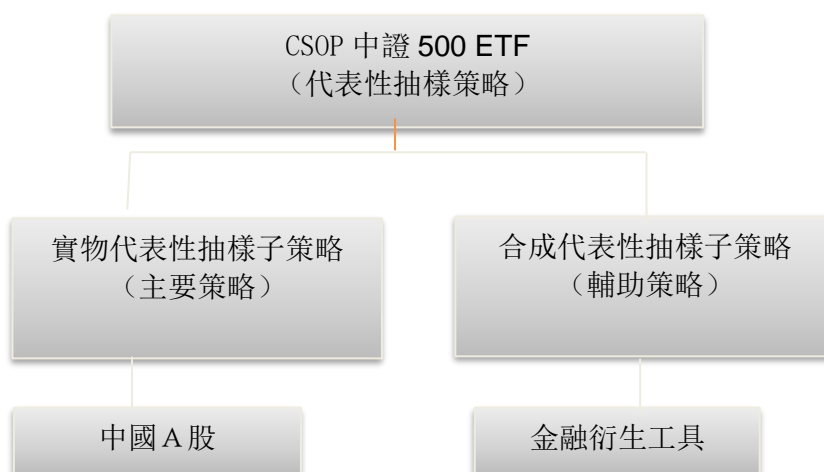 CSOP 中證 500 ETF
（代表性抽樣策略）
實物代表性抽樣子策略
（主要策略）
合成代表性抽樣子策略
（輔助策略）
中國Ａ股
金融衍生工具